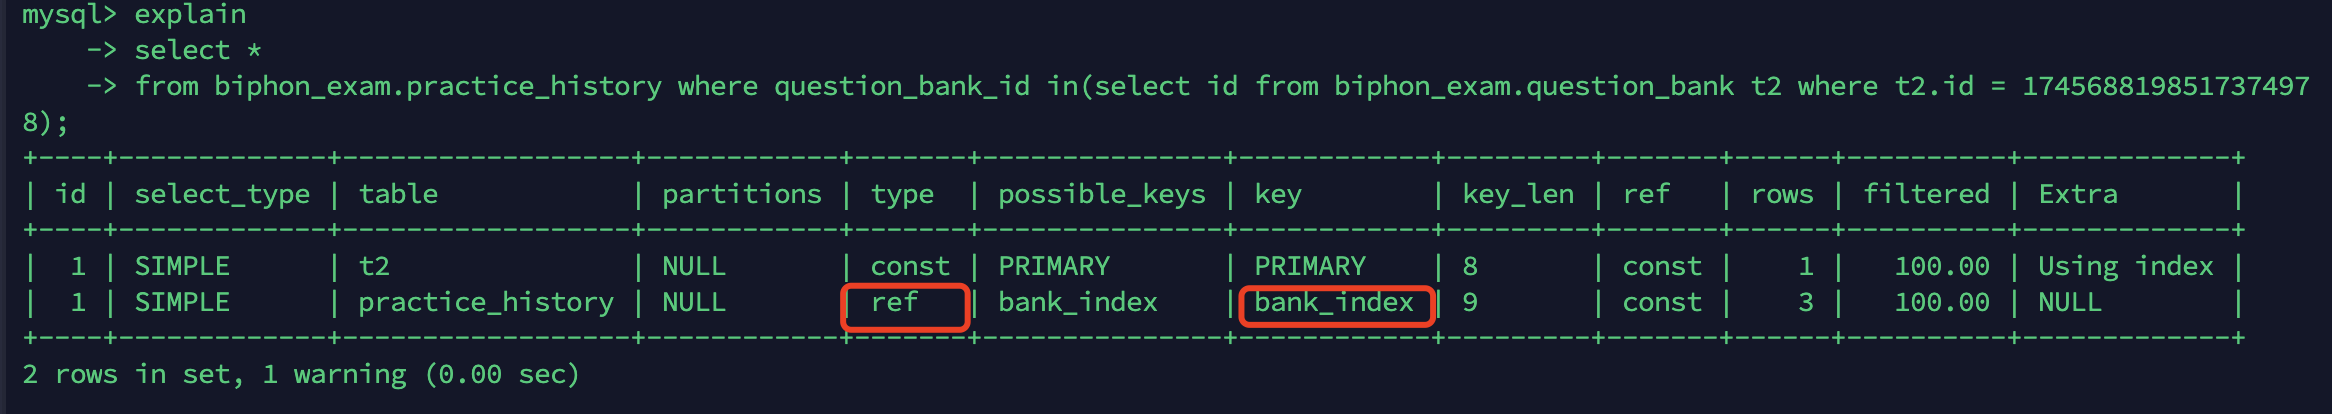 mysql> explain
    -> select *
    -> from biphon_exam.practice_history where question_bank_id in(select id from biphon_exam.question_bank t2 where t2.id = 174568819851737497
8);
+----+-------------+------------------+------------+-------+---------------+------------+---------+-------+------+----------+-------------+
| id | select_type | table            | partitions | type  | possible_keys | key        | key_len | ref   | rows | filtered | Extra       |
+----+-------------+------------------+------------+-------+---------------+------------+---------+-------+------+----------+-------------+
|  1 | SIMPLE      | t2               | NULL       | const | PRIMARY       | PRIMARY    | 8       | const |    1 |   100.00 | Using index |
|  1 | SIMPLE      | practice_history | NULL       | ref   | bank_index    | bank_index | 9       | const |    3 |   100.00 | NULL        |
+----+-------------+------------------+------------+-------+---------------+------------+---------+-------+------+----------+-------------+
2 rows in set, 1 warning (0.00 sec)